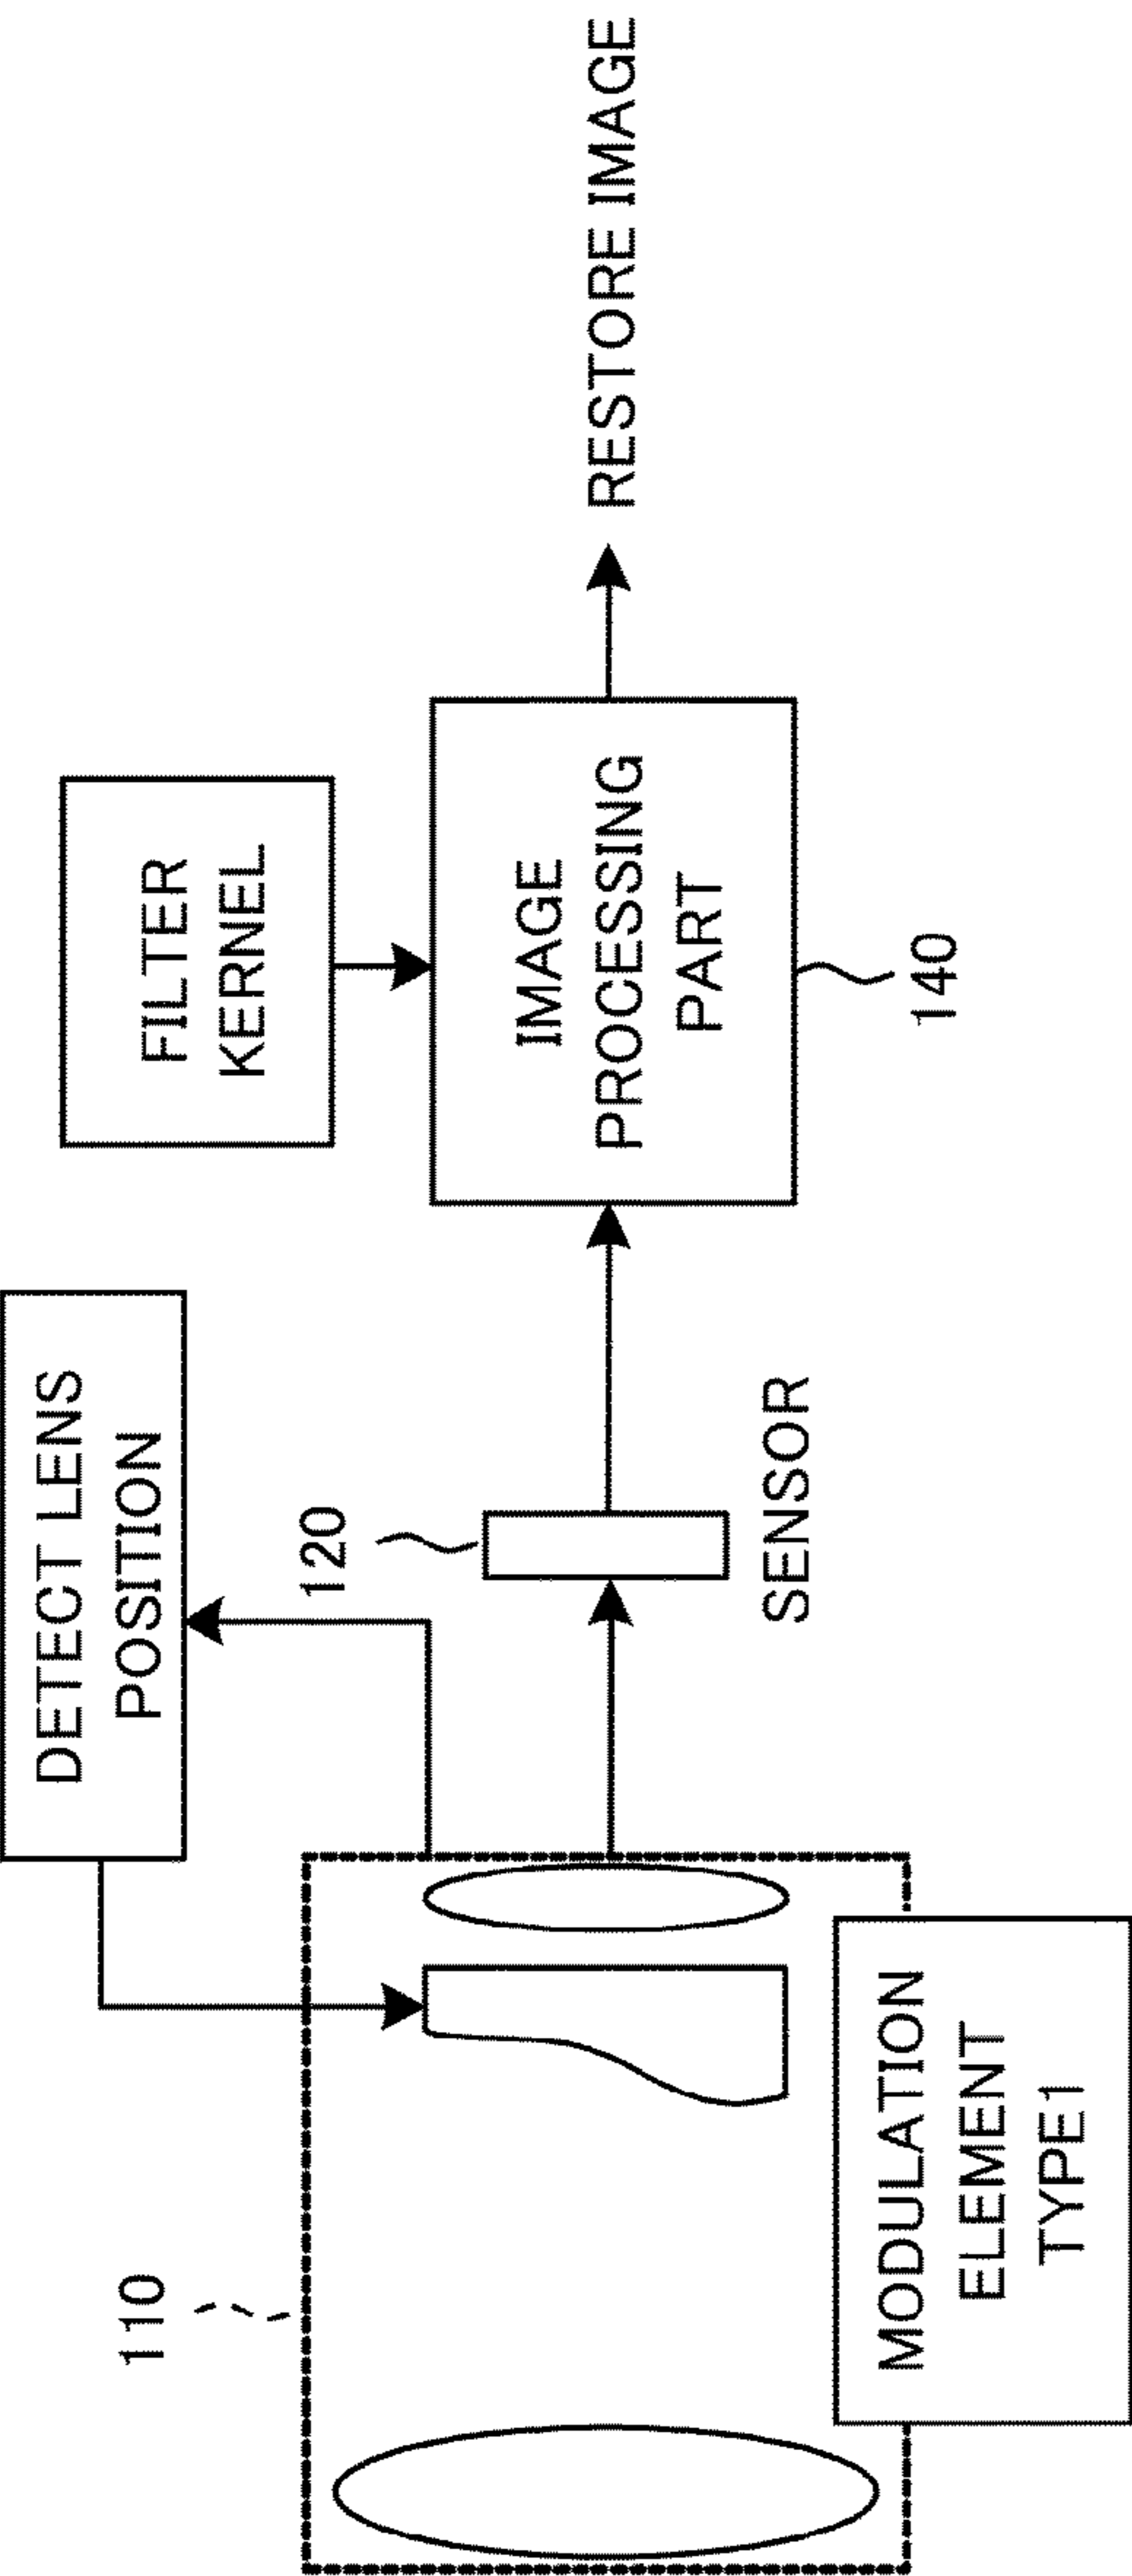 110
DETECT LENS
POSITION
120
SENSOR
MODULATION
ELEMENT
TYPE1
FILTER
KERNEL
IMAGE
PROCESSING
PART
140
RESTORE IMAGE